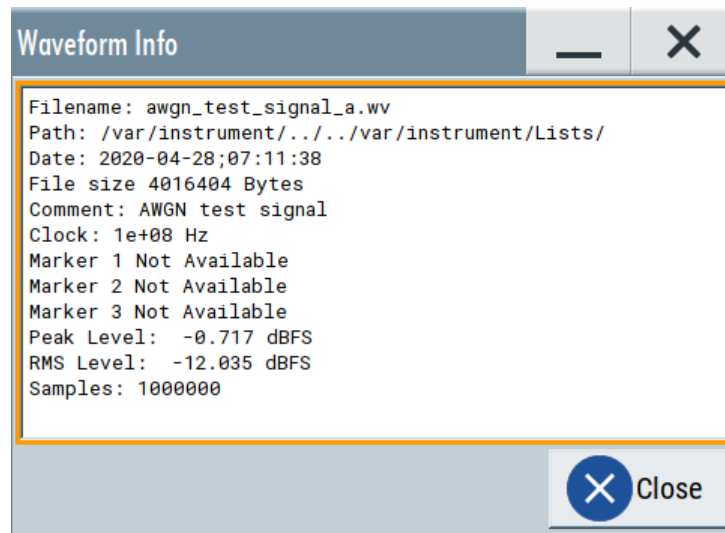 Waveform Info
Filename: awgn_test_signal_a.wv
Path: /var/instrument/../../var/instrument/Lists/
Date: 2020-04-28;07:11:38
File size 4016404 Bytes
Comment: AWGN test signal
Clock: 1e+08 Hz
Marker 1 Not Available
Marker 2 Not Available
Marker 3 Not Available
Peak Level:  -0.717 dBFS
RMS Level:  -12.035 dBFS
Samples: 1000000
Close